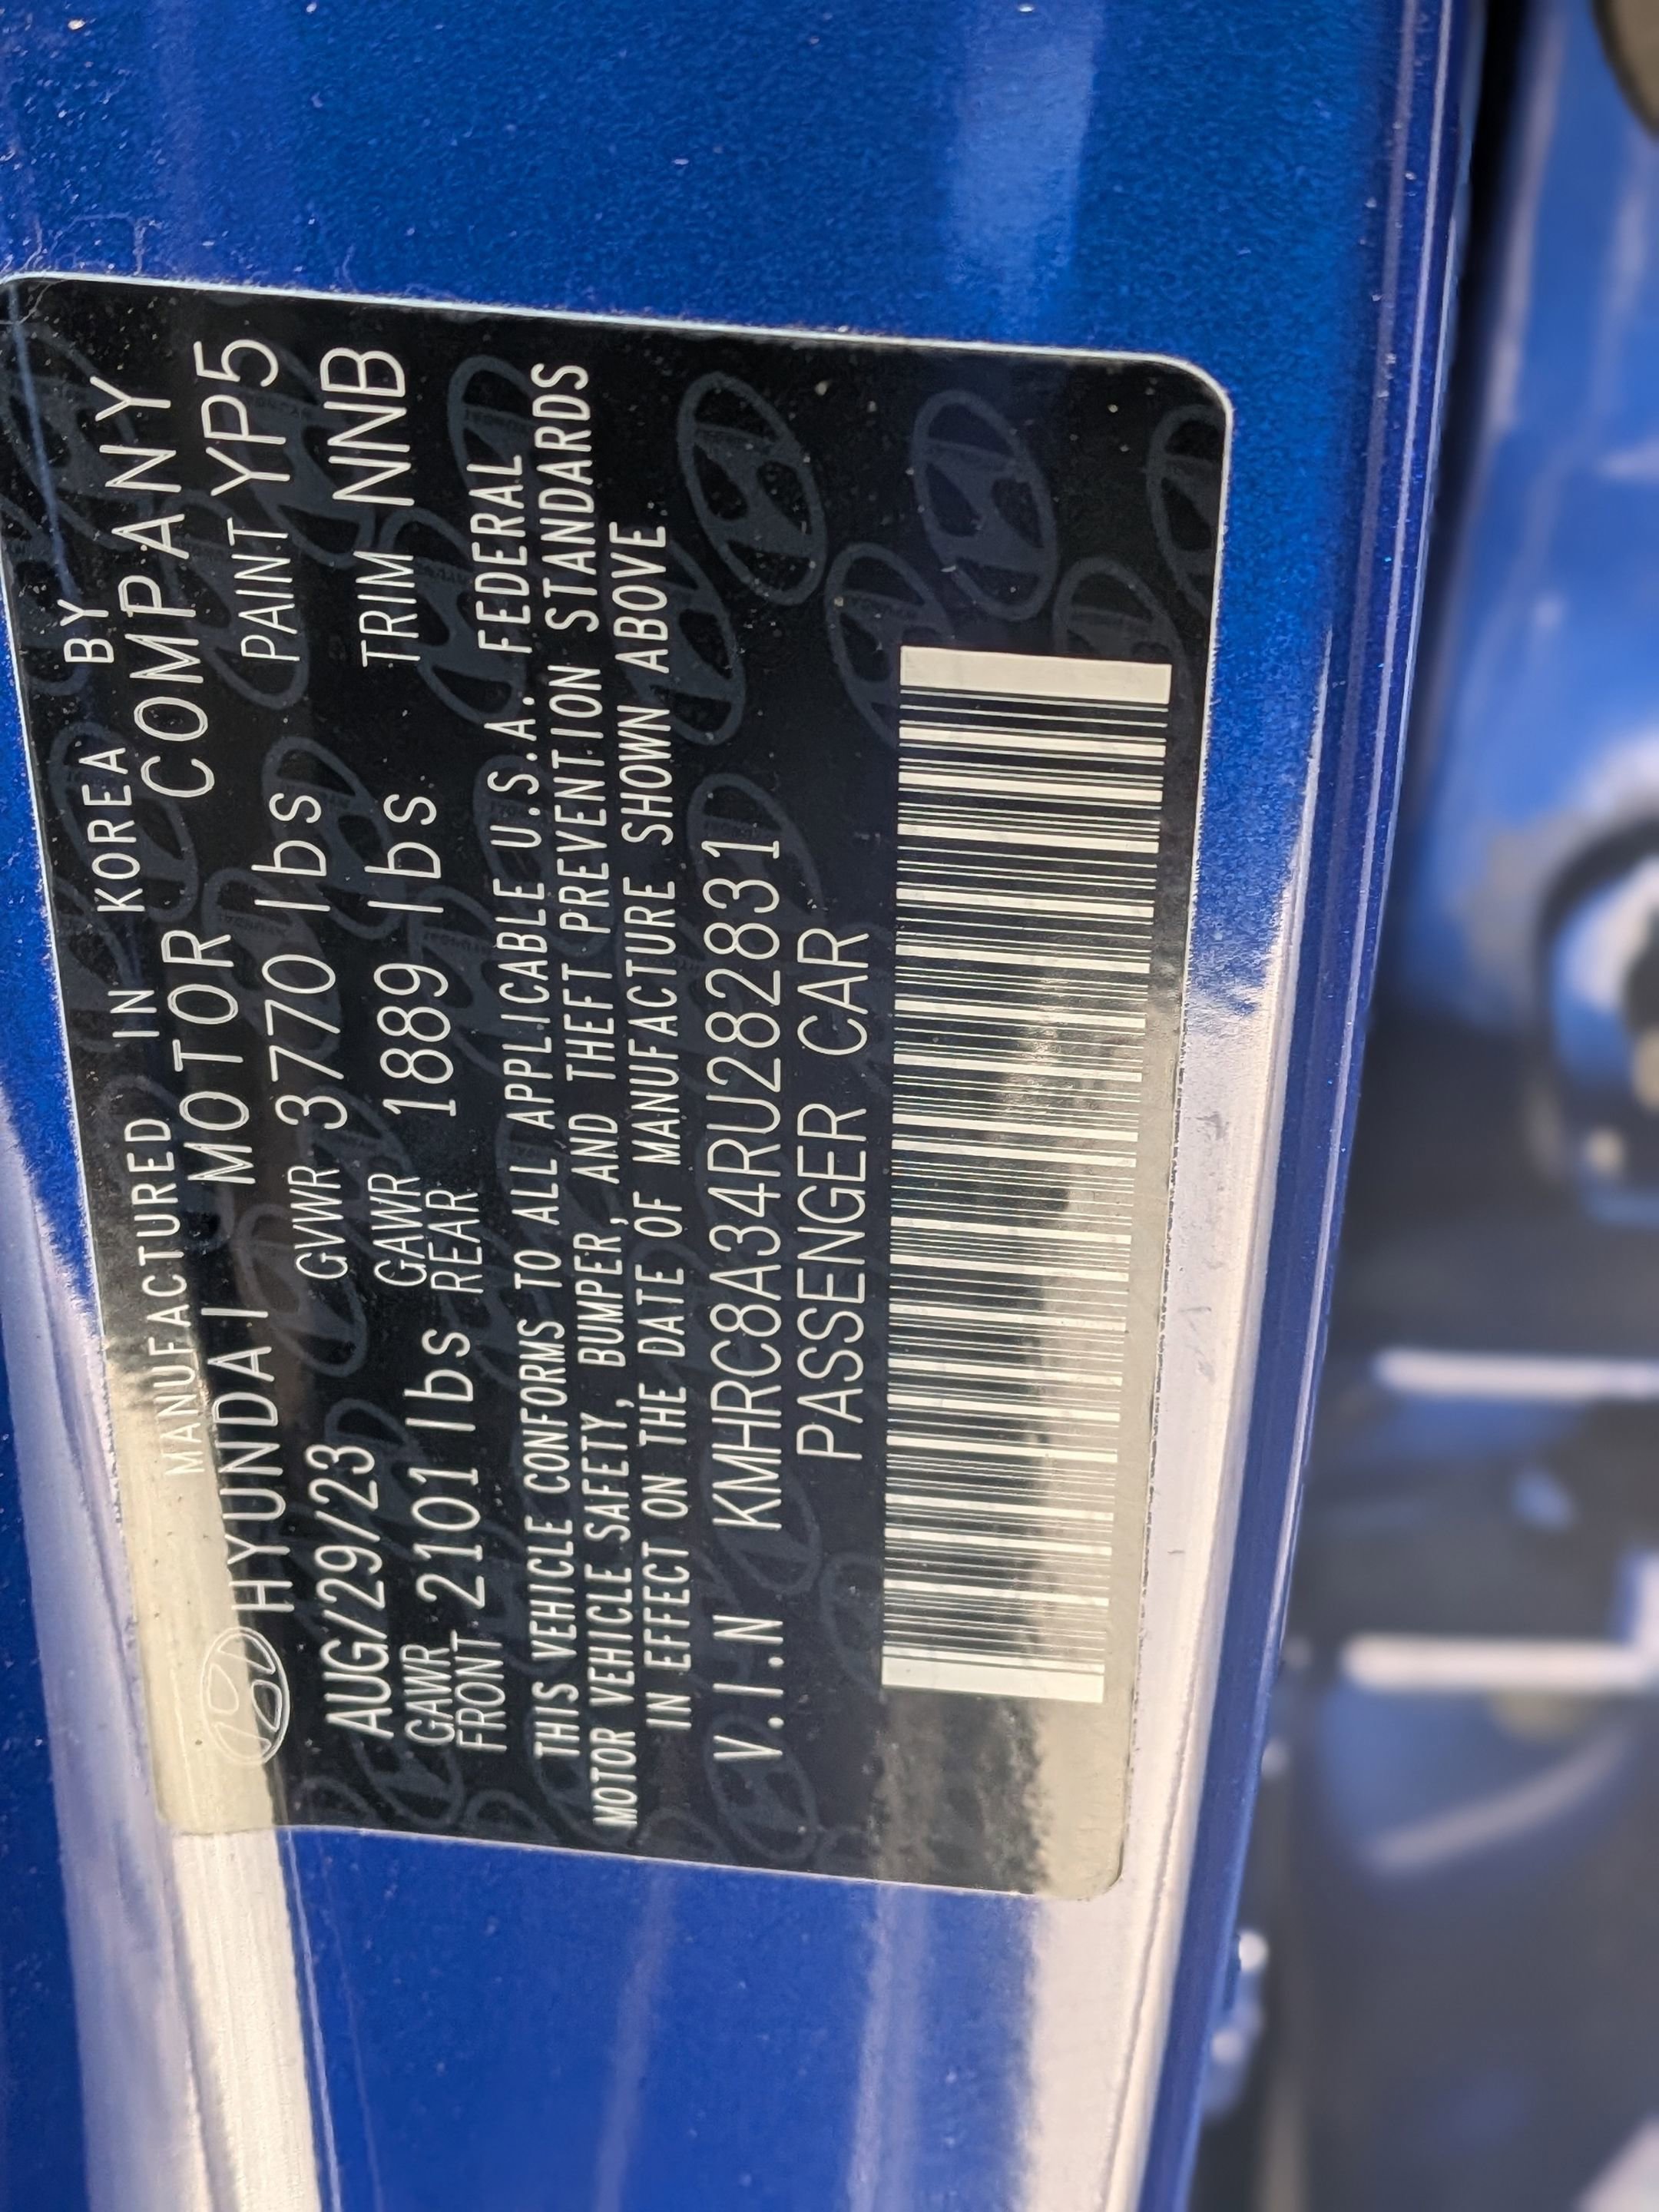 MANUFACTURED IN KOREA BY
HYUNDAI MOTOR COMPANY
AUG/29/23 GVWR 3770 lbs PAINT YP5
GAWR FRONT 2101 lbs GAWR REAR 1889 lbs TRIM NNB
THIS VEHICLE CONFORMS TO ALL APPLICABLE U.S.A. FEDERAL
MOTOR VEHICLE SAFETY, BUMPER, AND THEFT PREVENTION STANDARDS
IN EFFECT ON THE DATE OF MANUFACTURE SHOWN ABOVE
V.I.N KMHRC8A34RU282831
PASSENGER CAR